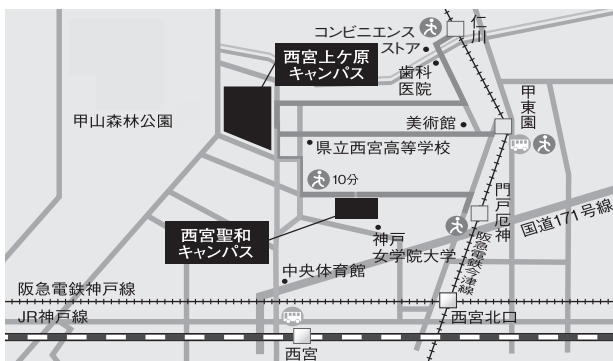 コンビニエンス
ストア
仁川
西宮上ケ原
キャンパス
歯科
医院
甲東園
甲山森林公園
美術館
県立西宮高等学校
10分
門戸厄神
国道171号線
西宮聖和
キャンパス
神戸
女学院大学
阪急電鉄今津線
中央体育館
阪急電鉄神戸線
西宮北口
JR神戸線
西宮